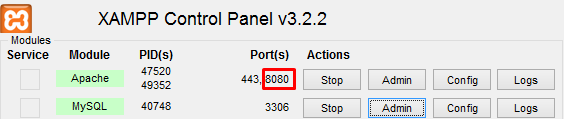 XAMPP Control Panel v3.2.2
Modules
Service Module PID(s) Port(s) Actions
Apache 47520 49352 443, 8080 Stop Admin Config Logs
MySQL 40748 3306 Stop Admin Config Logs